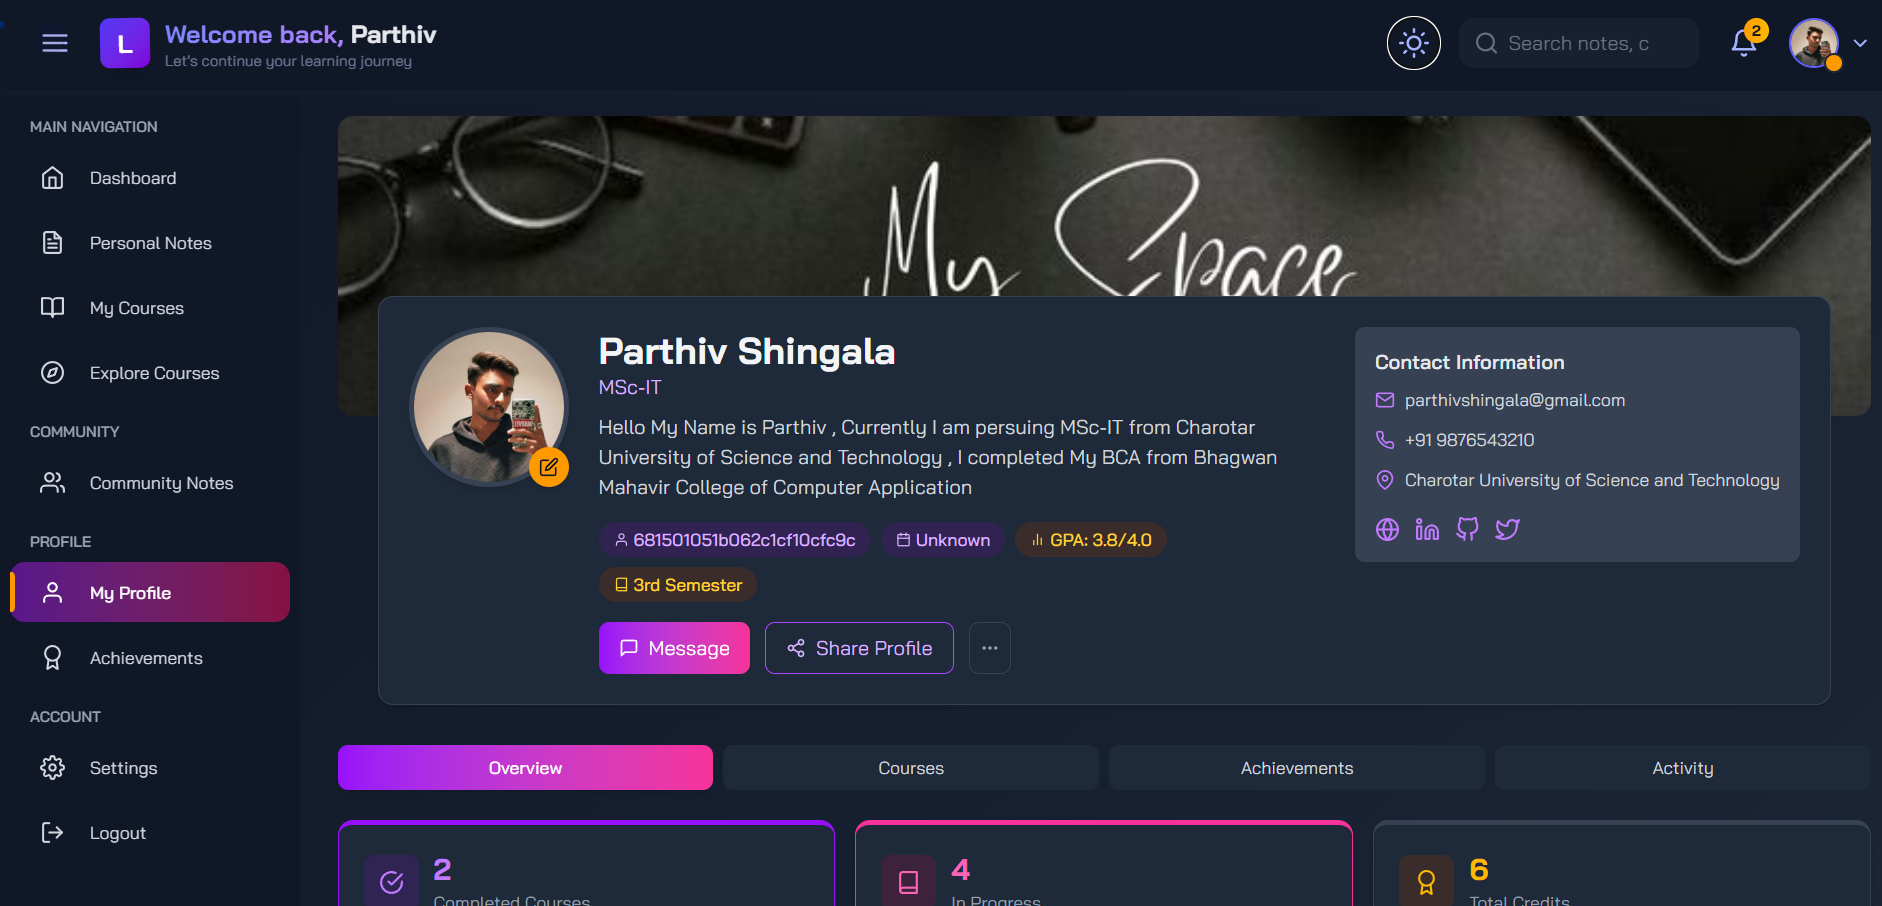 L
Welcome back, Parthiv
Let's continue your learning journey
Search notes, c
2
MAIN NAVIGATION
Dashboard
Personal Notes
My Courses
Explore Courses
COMMUNITY
Community Notes
PROFILE
My Profile
Achievements
ACCOUNT
Settings
Logout
My Space
Parthiv Shingala
MSc-IT
Hello My Name is Parthiv , Currently I am persuing MSc-IT from Charotar
University of Science and Technology , I completed My BCA from Bhagwan
Mahavir College of Computer Application
681501051b062c1cf10cfc9c
Unknown
GPA: 3.8/4.0
3rd Semester
Message
Share Profile
Contact Information
parthivshingala@gmail.com
+91 9876543210
Charotar University of Science and Technology
Overview
Courses
Achievements
Activity
2
Completed Courses
4
In Progress
6
Total Credits